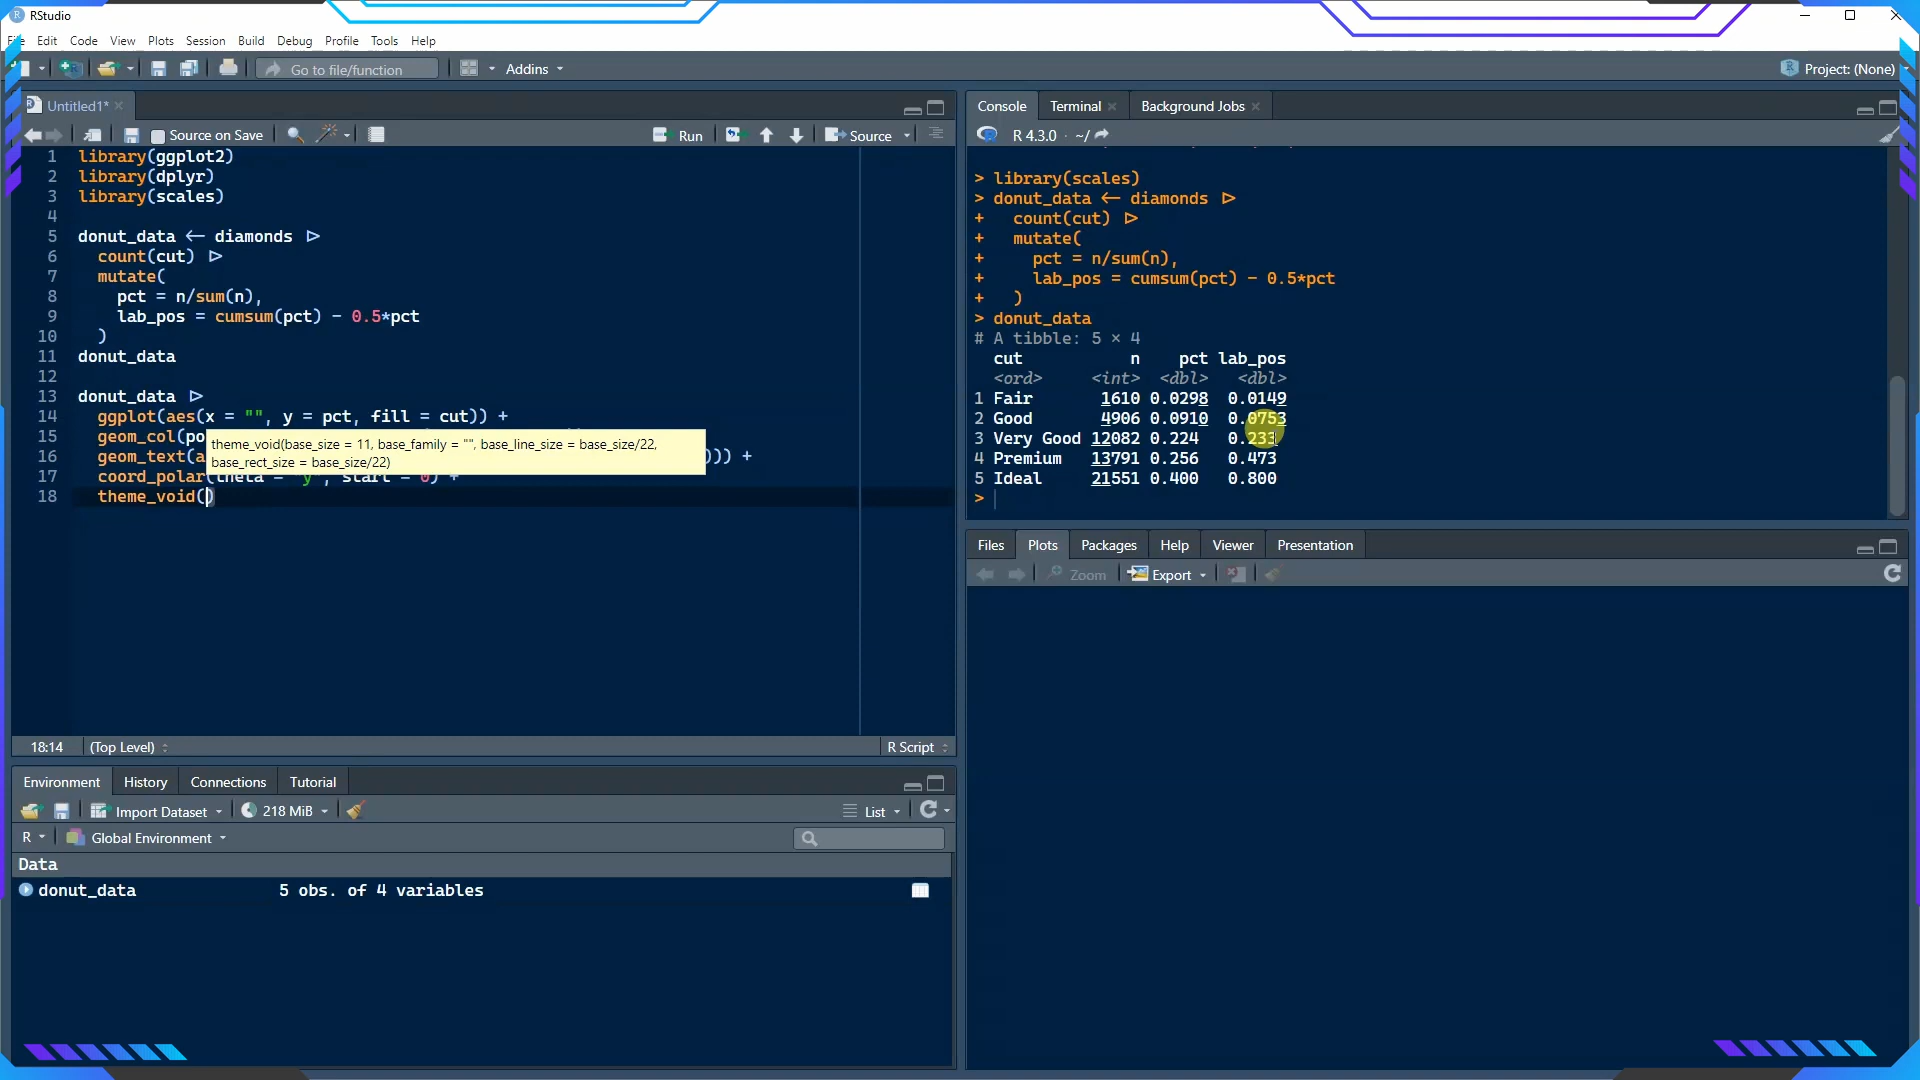 RStudio
File Edit Code View Plots Session Build Debug Profile Tools Help
Go to file/function
Addins
Project: (None)
Untitled1*
Source on Save
Run
Source
1 library(ggplot2)
2 library(dplyr)
3 library(scales)
4
5 donut_data <- diamonds |>
6 count(cut) |>
7 mutate(
8 pct = n/sum(n),
9 lab_pos = cumsum(pct) - 0.5*pct
10 )
11 donut_data
12
13 donut_data |>
14 ggplot(aes(x = "", y = pct, fill = cut)) +
15 geom_col(po
theme_void(base_size = 11, base_family = "", base_line_size = base_size/22,
base_rect_size = base_size/22)
16 geom_text(a ))) +
17 coord_polar(theta = "y", start = 0) +
18 theme_void()
18:14 (Top Level) R Script
Console Terminal Background Jobs
R 4.3.0 · ~/
> library(scales)
> donut_data <- diamonds |>
+ count(cut) |>
+ mutate(
+ pct = n/sum(n),
+ lab_pos = cumsum(pct) - 0.5*pct
+ )
> donut_data
# A tibble: 5 × 4
cut n pct lab_pos
<ord> <int> <dbl> <dbl>
1 Fair 1610 0.0298 0.0149
2 Good 4906 0.0910 0.0753
3 Very Good 12082 0.224 0.233
4 Premium 13791 0.256 0.473
5 Ideal 21551 0.400 0.800
>
Environment History Connections Tutorial
Import Dataset 218 MiB List
R Global Environment
Data
donut_data 5 obs. of 4 variables
Files Plots Packages Help Viewer Presentation
Zoom Export